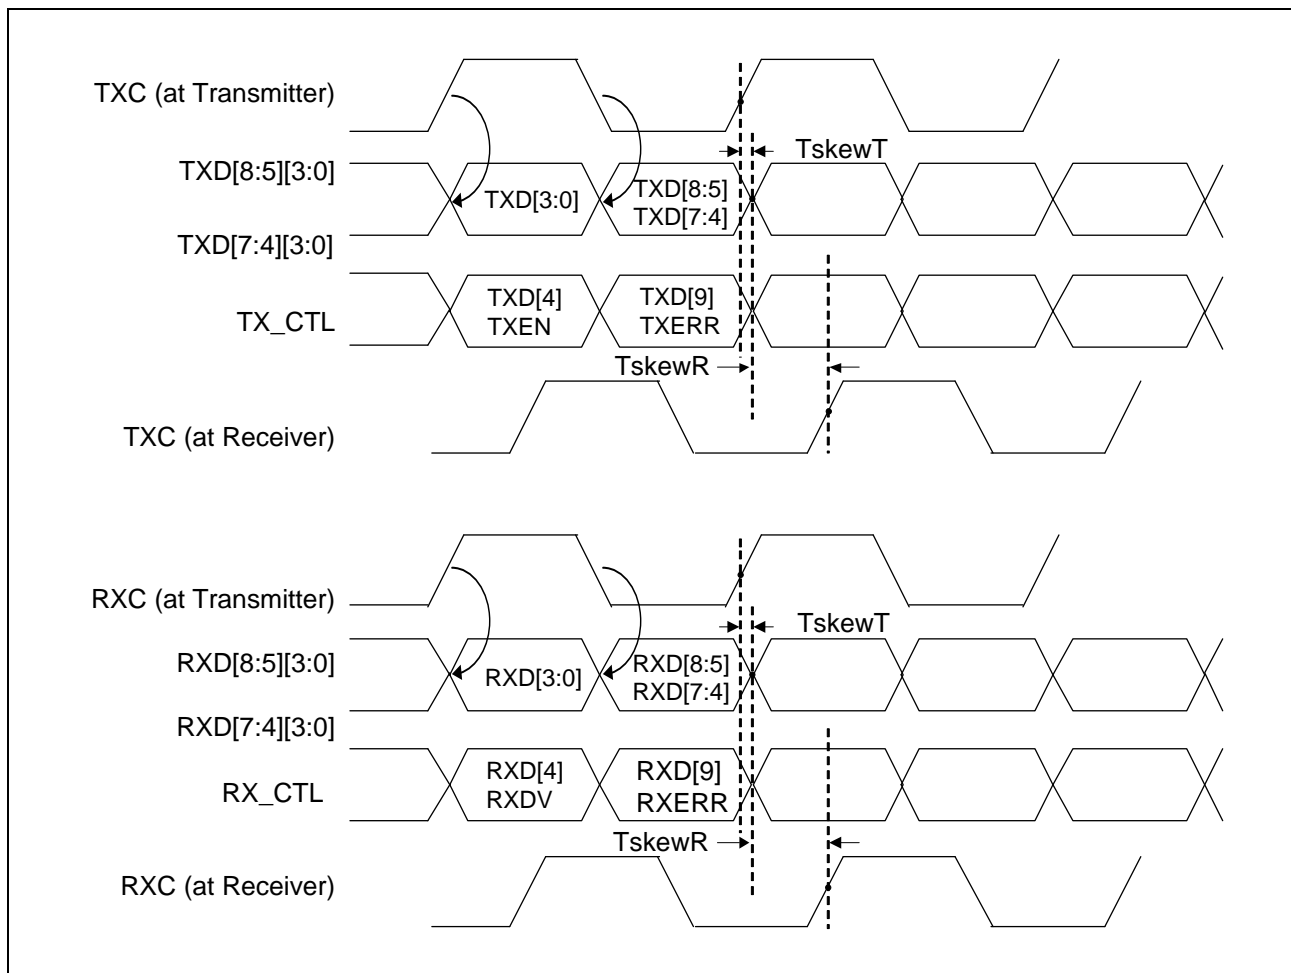 TXC (at Transmitter)
TskewT
TXD[8:5][3:0]
TXD[3:0]
TXD[8:5]
TXD[7:4]
TXD[7:4][3:0]
TXD[4]
TXEN
TXD[9]
TXERR
TX_CTL
TskewR
TXC (at Receiver)
RXC (at Transmitter)
TskewT
RXD[8:5][3:0]
RXD[3:0]
RXD[8:5]
RXD[7:4]
RXD[7:4][3:0]
RXD[4]
RXDV
RXD[9]
RXERR
RX_CTL
TskewR
RXC (at Receiver)